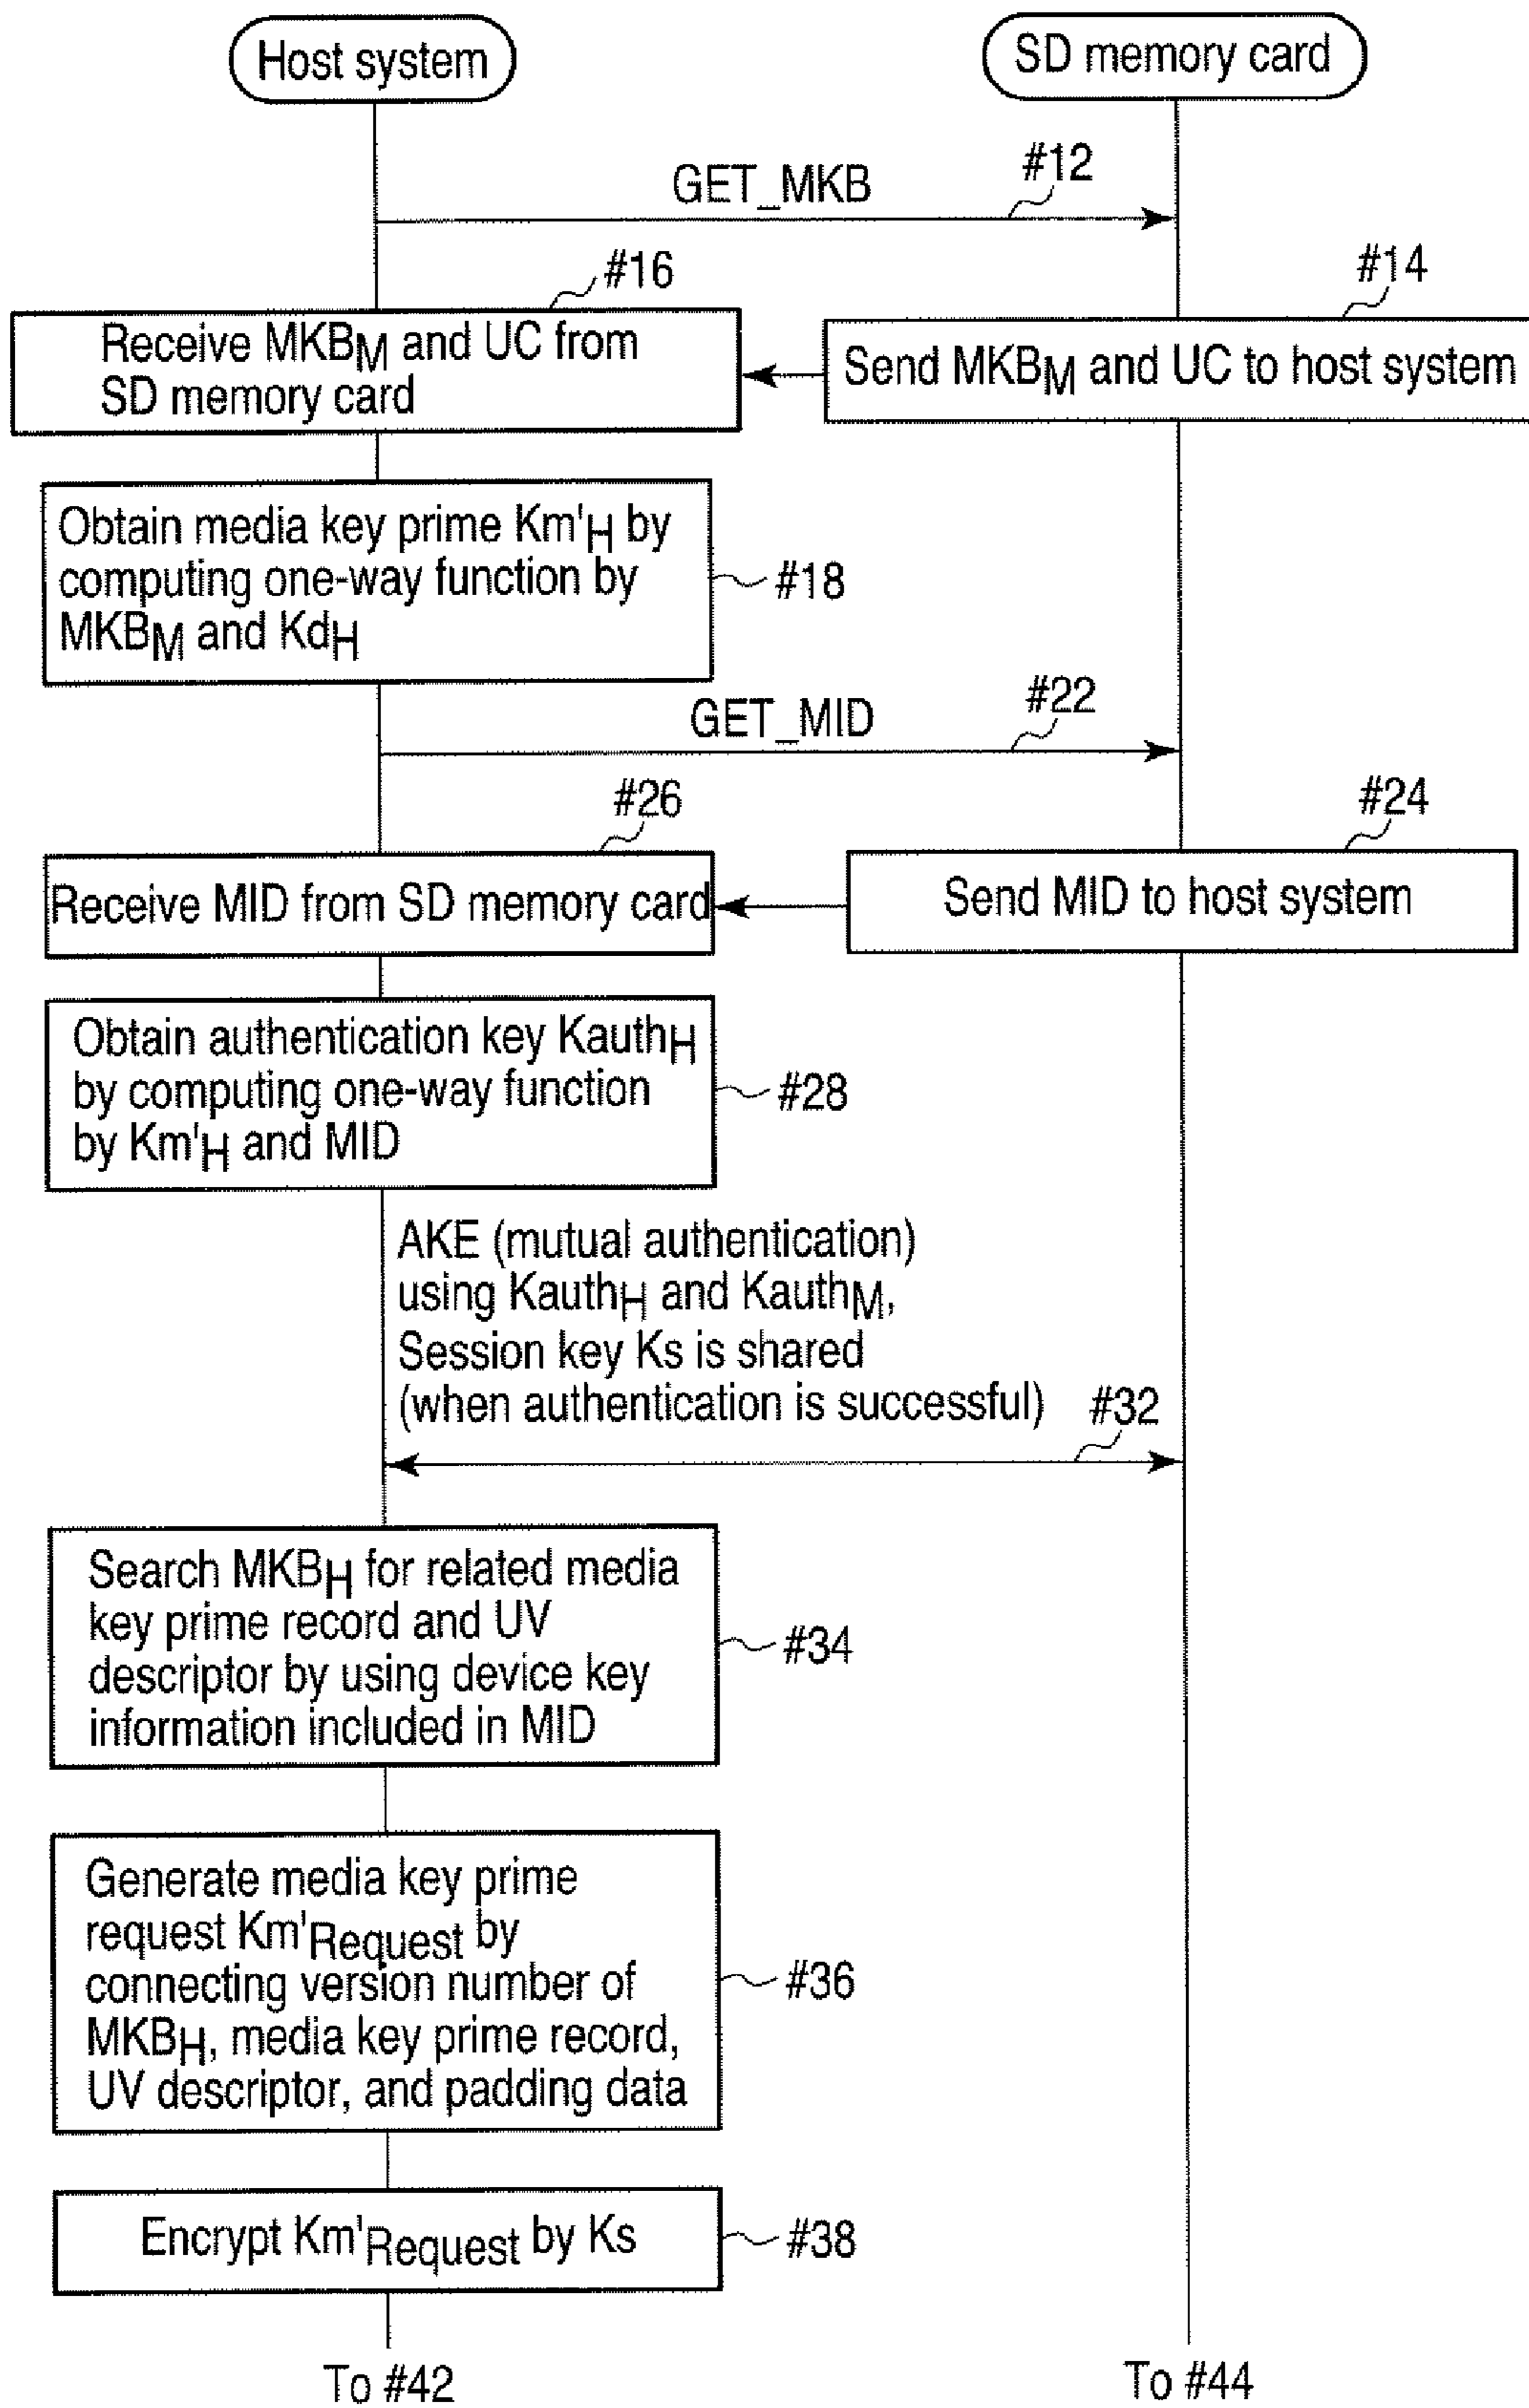 Host system
SD memory card
#12
GET_MKB
#16
#14
Receive MKBM and UC from
SD memory card
Send MKBM and UC to host system
Obtain media key prime Km'H by
computing one-way function by
MKBM and KdH
#18
#22
GET_MID
#26
#24
Receive MID from SD memory card
Send MID to host system
Obtain authentication key KauthH
by computing one-way function
by Km'H and MID
#28
AKE (mutual authentication)
using KauthH and KauthM,
Session key Ks is shared
(when authentication is successful)
#32
Search MKBH for related media
key prime record and UV
descriptor by using device key
information included in MID
#34
Generate media key prime
request Km'Request by
connecting version number of
MKBH, media key prime record,
UV descriptor, and padding data
#36
Encrypt Km'Request by Ks
#38
To #42
To #44